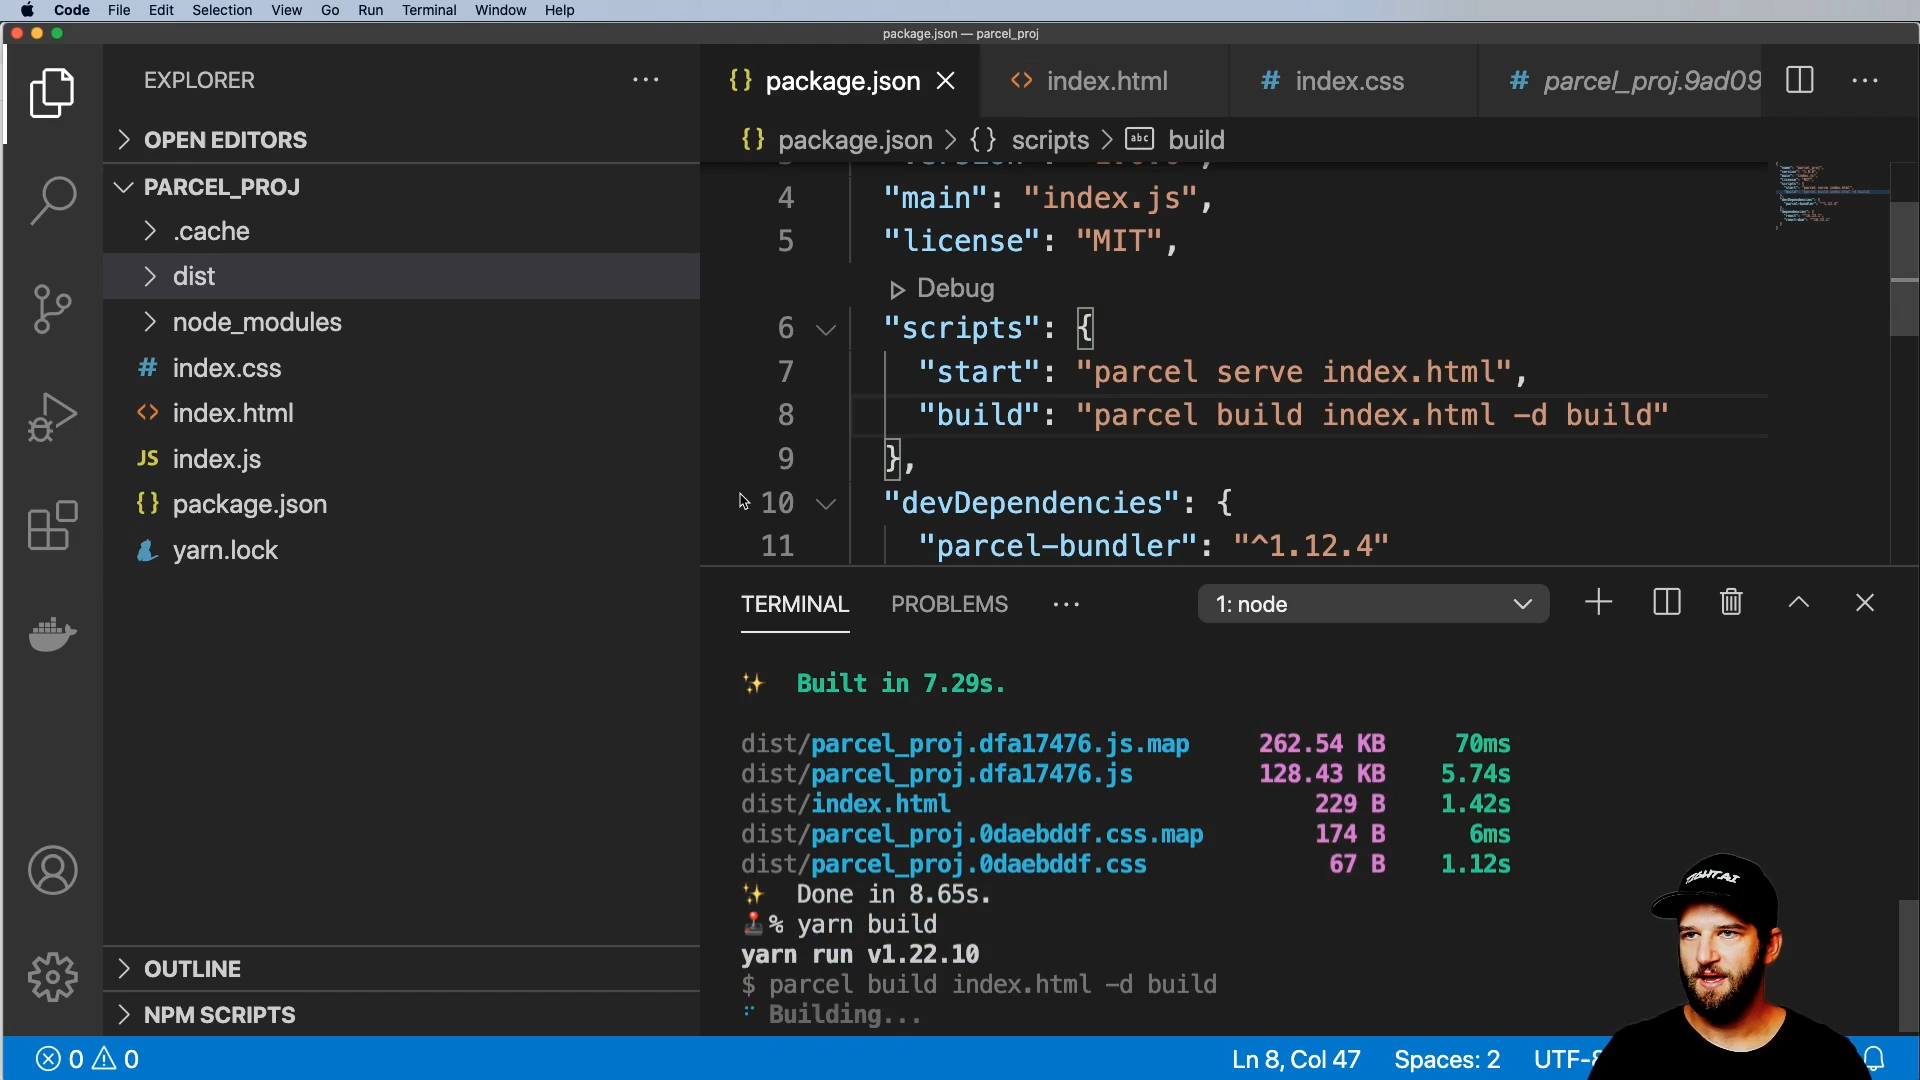 Code File Edit Selection View Go Run Terminal Window Help
package.json — parcel_proj
EXPLORER
OPEN EDITORS
PARCEL_PROJ
.cache
dist
node_modules
# index.css
<> index.html
JS index.js
{} package.json
yarn.lock
OUTLINE
NPM SCRIPTS
{} package.json
<> index.html
# index.css
# parcel_proj.9ad09
{} package.json > {} scripts > abc build
4 "main": "index.js",
5 "license": "MIT",
Debug
6 "scripts": {
7 "start": "parcel serve index.html",
8 "build": "parcel build index.html -d build"
9 },
10 "devDependencies": {
11 "parcel-bundler": "^1.12.4"
TERMINAL PROBLEMS ... 1: node
✨ Built in 7.29s.
dist/parcel_proj.dfa17476.js.map 262.54 KB 70ms
dist/parcel_proj.dfa17476.js 128.43 KB 5.74s
dist/index.html 229 B 1.42s
dist/parcel_proj.0daebddf.css.map 174 B 6ms
dist/parcel_proj.0daebddf.css 67 B 1.12s
✨ Done in 8.65s.
🕹️% yarn build
yarn run v1.22.10
$ parcel build index.html -d build
Building...
0 0
Ln 8, Col 47 Spaces: 2 UTF-8